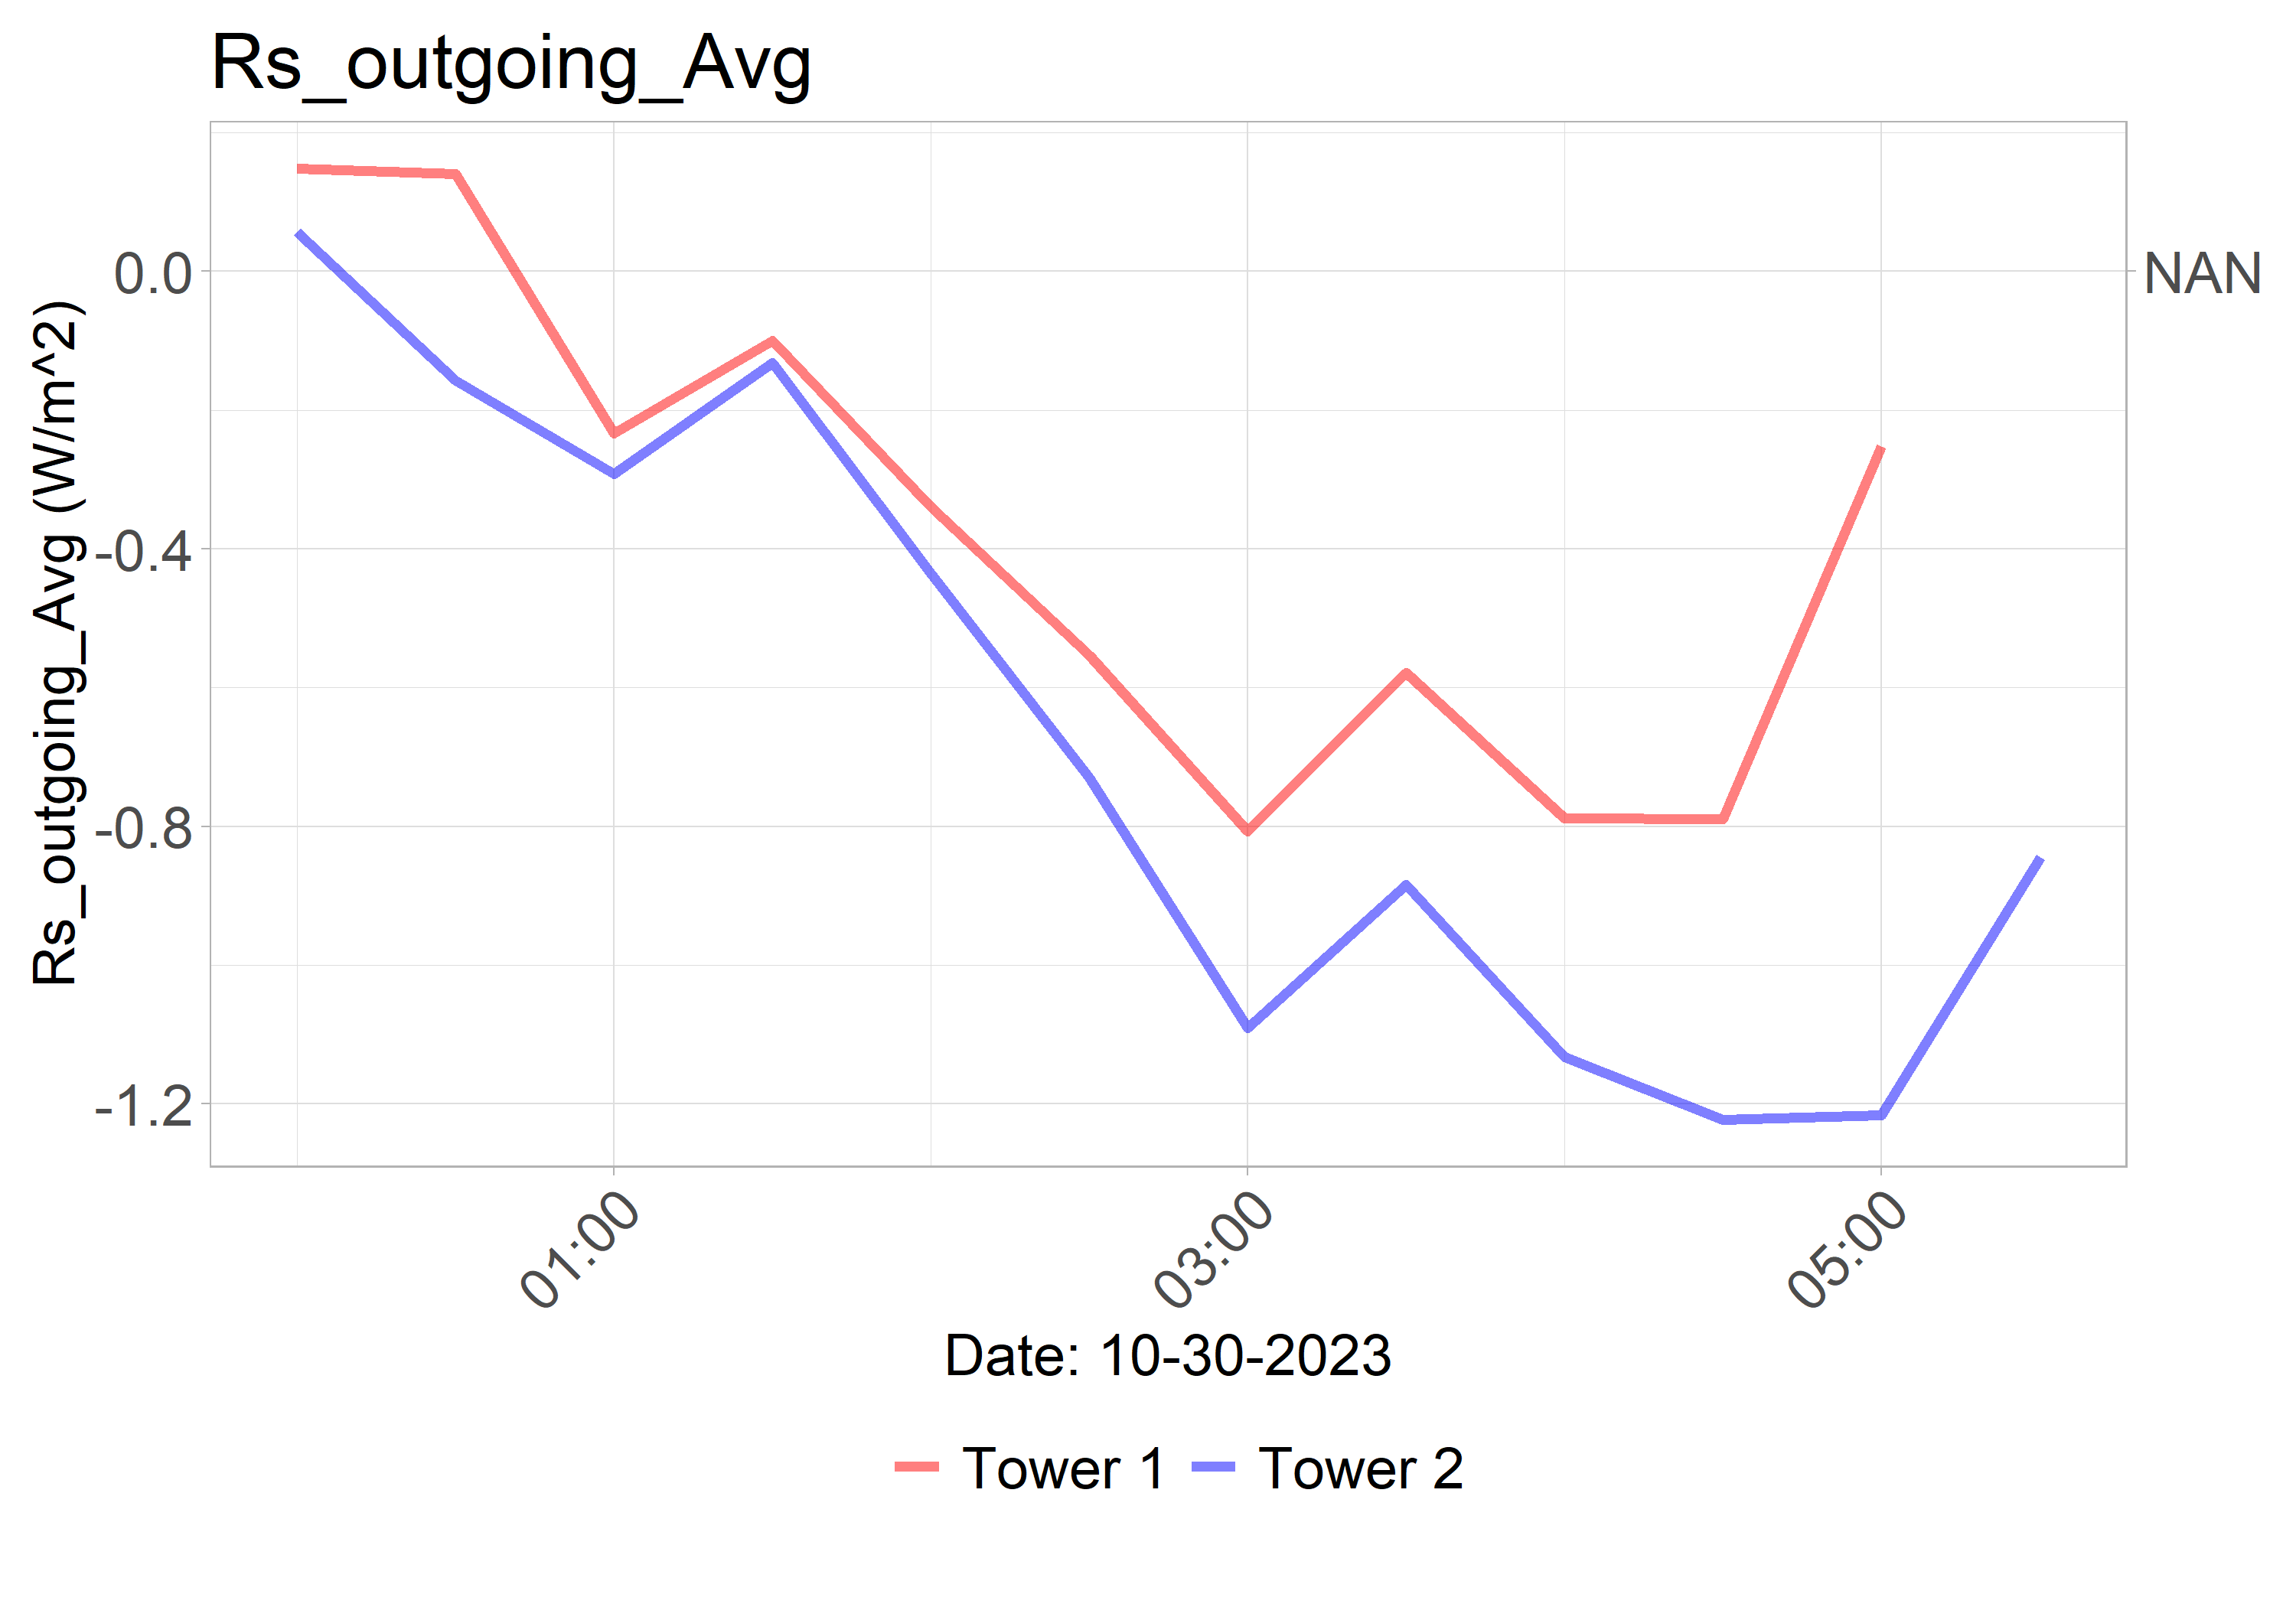 Rs_outgoing_Avg
Rs_outgoing_Avg (W/m^2)
0.0
-0.4
-0.8
-1.2
NAN
01:00
03:00
05:00
Date: 10-30-2023
Tower 1
Tower 2